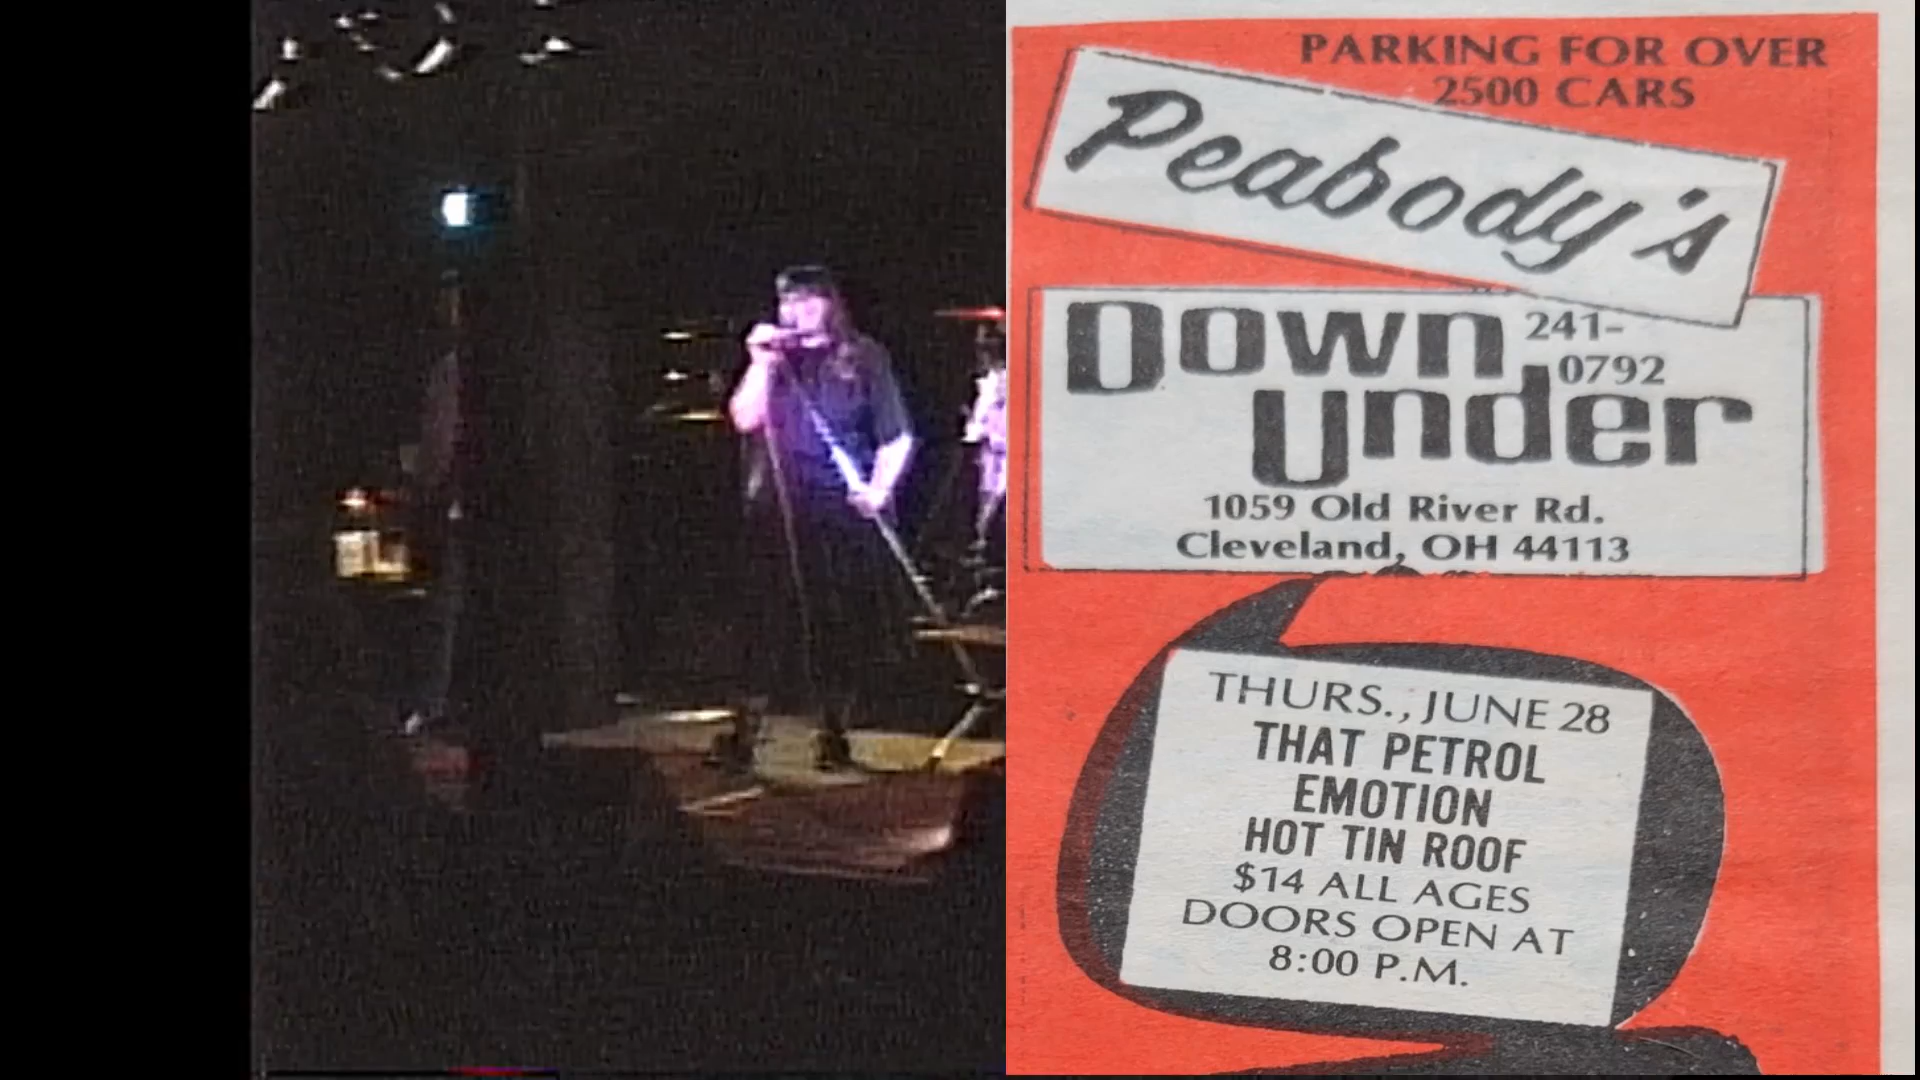 PARKING FOR OVER
2500 CARS
Peabody's
Down 241-
Under 0792
1059 Old River Rd.
Cleveland, OH 44113
THURS., JUNE 28
THAT PETROL
EMOTION
HOT TIN ROOF
$14 ALL AGES
DOORS OPEN AT
8:00 P.M.